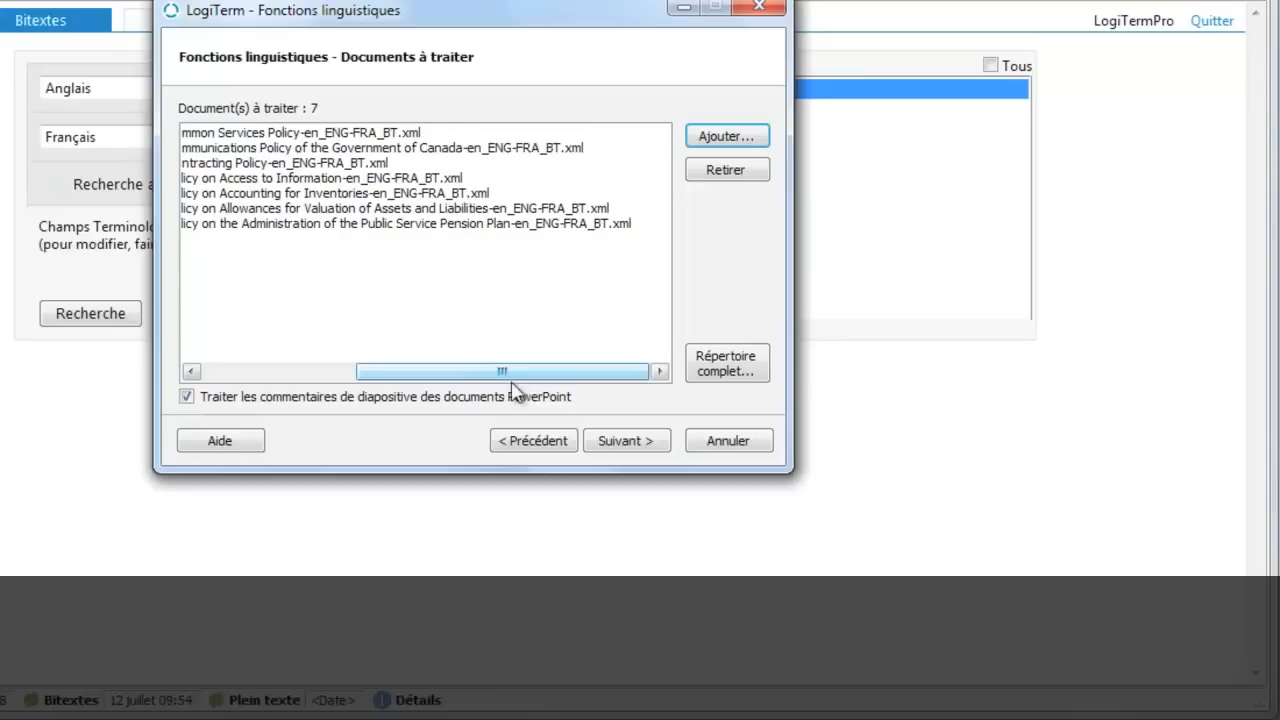 LogiTerm - Fonctions linguistiques
Bitextes
LogiTermPro Quitter
Fonctions linguistiques - Documents à traiter
Tous
Anglais
Document(s) à traiter : 7
mmon Services Policy-en_ENG-FRA_BT.xml
Ajouter...
Français
mmunications Policy of the Government of Canada-en_ENG-FRA_BT.xml
ntracting Policy-en_ENG-FRA_BT.xml
Retirer
Recherche a
licy on Access to Information-en_ENG-FRA_BT.xml
licy on Accounting for Inventories-en_ENG-FRA_BT.xml
licy on Allowances for Valuation of Assets and Liabilities-en_ENG-FRA_BT.xml
licy on the Administration of the Public Service Pension Plan-en_ENG-FRA_BT.xml
Champs Terminolo
(pour modifier, fai
Recherche
Répertoire
complet...
Traiter les commentaires de diapositive des documents PowerPoint
Aide
< Précédent
Suivant >
Annuler
8 Bitextes 12 juillet 09:54 Plein texte <Date> Détails